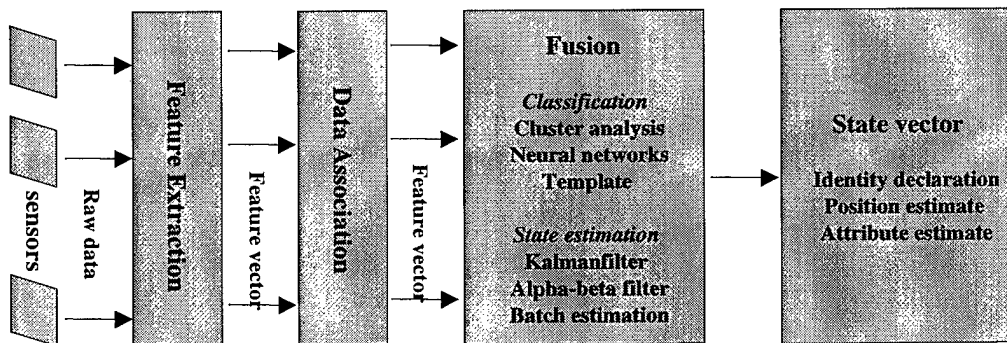 sensors
Raw data
Feature Extraction
Feature vector
Data Association
Feature vector
Fusion
Classification
Cluster analysis
Neural networks
Template
State estimation
Kalmanfilter
Alpha-beta filter
Batch estimation
State vector
Identity declaration
Position estimate
Attribute estimate